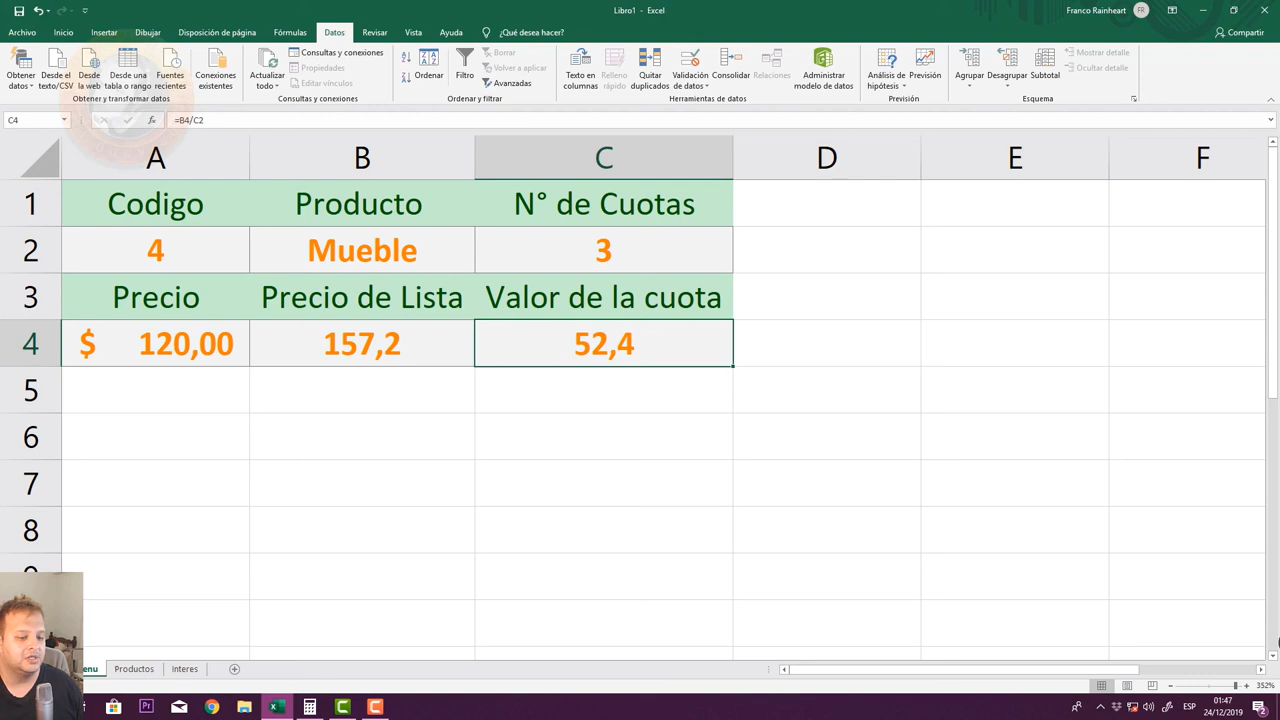 Libro1 - Excel
Franco Rainheart
FR
Archivo Inicio Insertar Dibujar Disposición de página Fórmulas Datos Revisar Vista Ayuda ¿Qué desea hacer? Compartir
Obtener datos
Desde el texto/CSV
Desde la web
Desde una tabla o rango
Fuentes recientes
Conexiones existentes
Obtener y transformar datos
Actualizar todo
Consultas y conexiones
Propiedades
Editar vínculos
Consultas y conexiones
Ordenar
Filtro
Borrar
Volver a aplicar
Avanzadas
Ordenar y filtrar
Texto en columnas
Relleno rápido
Quitar duplicados
Validación de datos
Consolidar
Relaciones
Administrar modelo de datos
Herramientas de datos
Análisis de hipótesis
Previsión
Previsión
Agrupar
Desagrupar
Subtotal
Mostrar detalle
Ocultar detalle
Esquema
C4 fx =B4/C2
A B C D E F
1 Codigo Producto N° de Cuotas
2 4 Mueble 3
3 Precio Precio de Lista Valor de la cuota
4 $ 120,00 157,2 52,4
5
6
7
8
enu Productos Interes
352%
ESP
01:47
24/12/2019
2